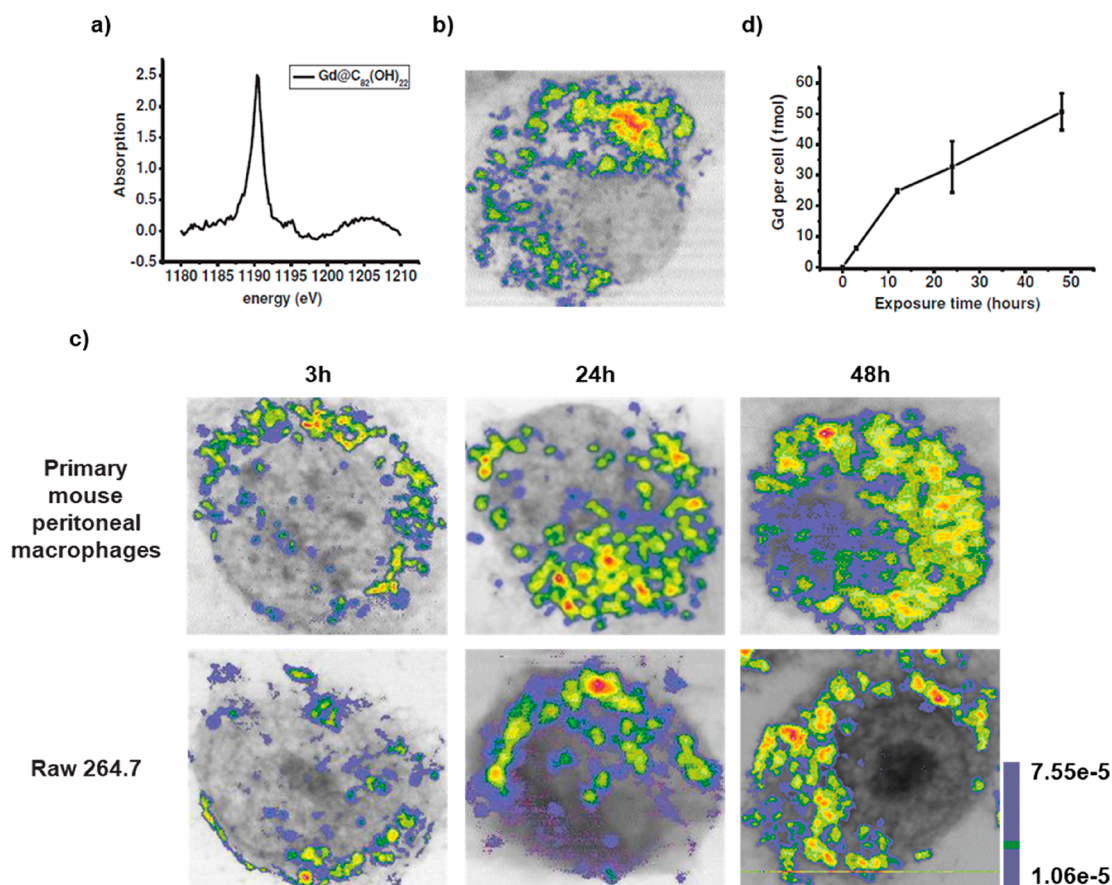 a)
2.5
2.0
1.5
1.0
0.5
0.0
-0.5
Absorption
Gd@C82(OH)22
1180 1185 1190 1195 1200 1205 1210
energy (eV)
b)
d)
60
50
40
30
20
10
0
Gd per cell (fmol)
0 10 20 30 40 50
Exposure time (hours)
c)
3h 24h 48h
Primary
mouse
peritoneal
macrophages
Raw 264.7
7.55e-5
1.06e-5